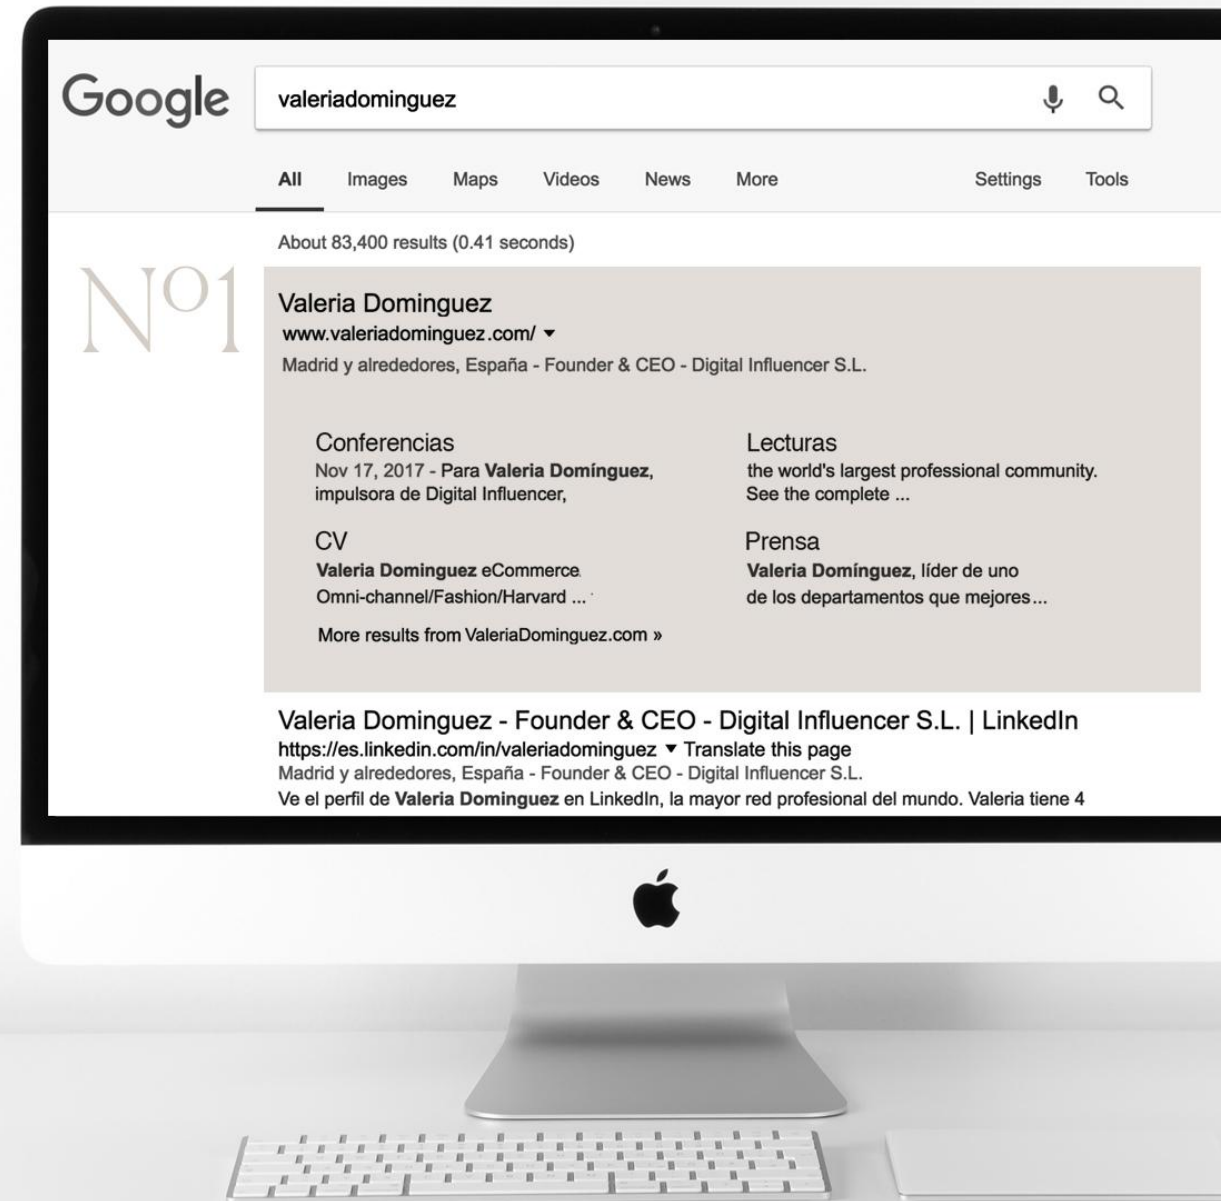 Google
valeriadominguez
All Images Maps Videos News More Settings Tools
About 83,400 results (0.41 seconds)
Nº1
Valeria Dominguez
www.valeriadominguez.com/
Madrid y alrededores, España - Founder & CEO - Digital Influencer S.L.
Conferencias
Nov 17, 2017 - Para Valeria Domínguez,
impulsora de Digital Influencer,
Lecturas
the world's largest professional community.
See the complete ...
CV
Valeria Dominguez eCommerce
Omni-channel/Fashion/Harvard ...
Prensa
Valeria Domínguez, líder de uno
de los departamentos que mejores...
More results from ValeriaDominguez.com »
Valeria Dominguez - Founder & CEO - Digital Influencer S.L. | LinkedIn
https://es.linkedin.com/in/valeriadominguez Translate this page
Madrid y alrededores, España - Founder & CEO - Digital Influencer S.L.
Ve el perfil de Valeria Dominguez en LinkedIn, la mayor red profesional del mundo. Valeria tiene 4